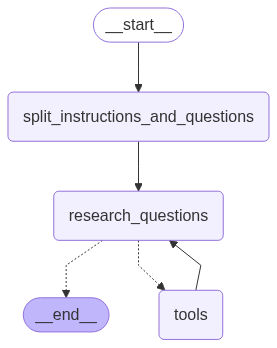 __start__
split_instructions_and_questions
research_questions
__end__
tools